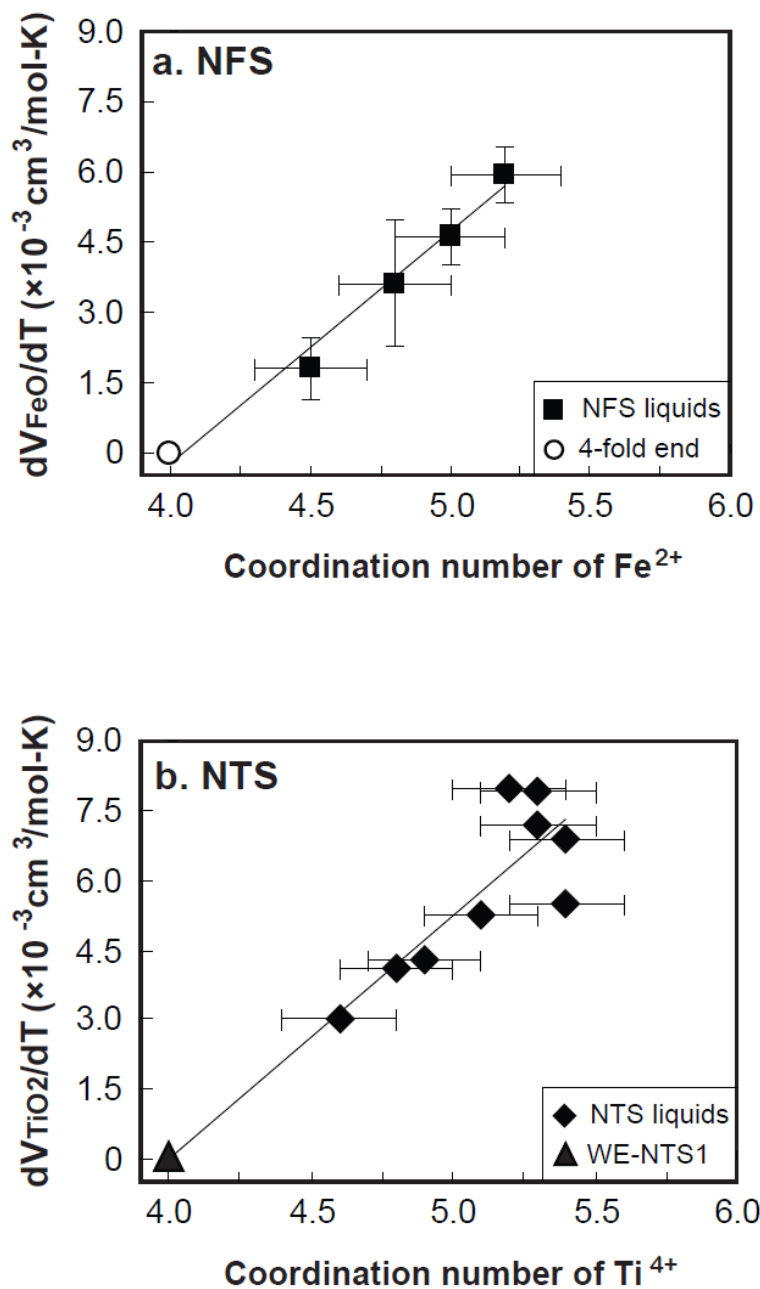 a. NFS
dVFeO/dT (×10⁻³cm³/mol-K)
9.0
7.5
6.0
4.5
3.0
1.5
0
NFS liquids
4-fold end
4.0 4.5 5.0 5.5 6.0
Coordination number of Fe²⁺
b. NTS
dVTiO2/dT (×10⁻³cm³/mol-K)
9.0
7.5
6.0
4.5
3.0
1.5
0
NTS liquids
WE-NTS1
4.0 4.5 5.0 5.5 6.0
Coordination number of Ti⁴⁺